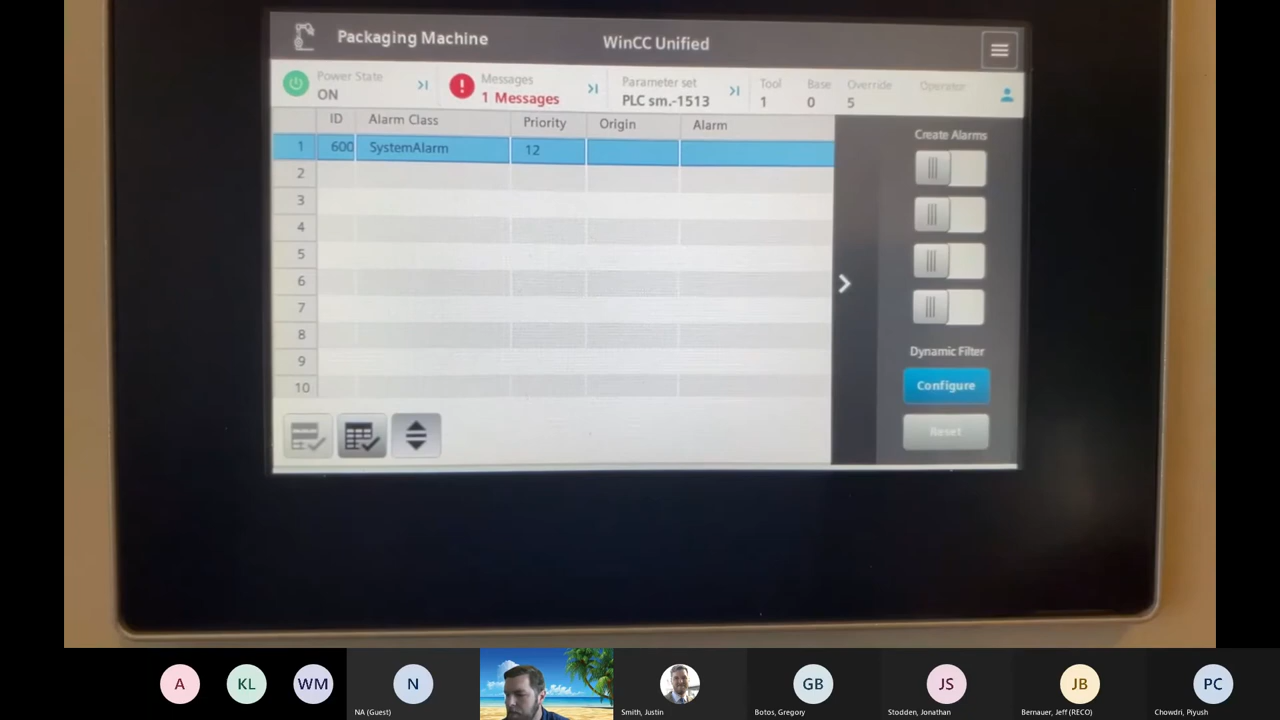 Packaging Machine
WinCC Unified
Power State
ON
Messages
1 Messages
Parameter set
PLC sm.-1513
Tool
1
Base
0
Override
5
Operator
ID
Alarm Class
Priority
Origin
Alarm
1
600
SystemAlarm
12
2
3
4
5
6
7
8
9
10
Create Alarms
Dynamic Filter
Configure
Reset
A
KL
WM
N
NA (Guest)
Smith, Justin
GB
Botos, Gregory
JS
Stodden, Jonathan
JB
Bernauer, Jeff (RECO)
PC
Chowdri, Piyush